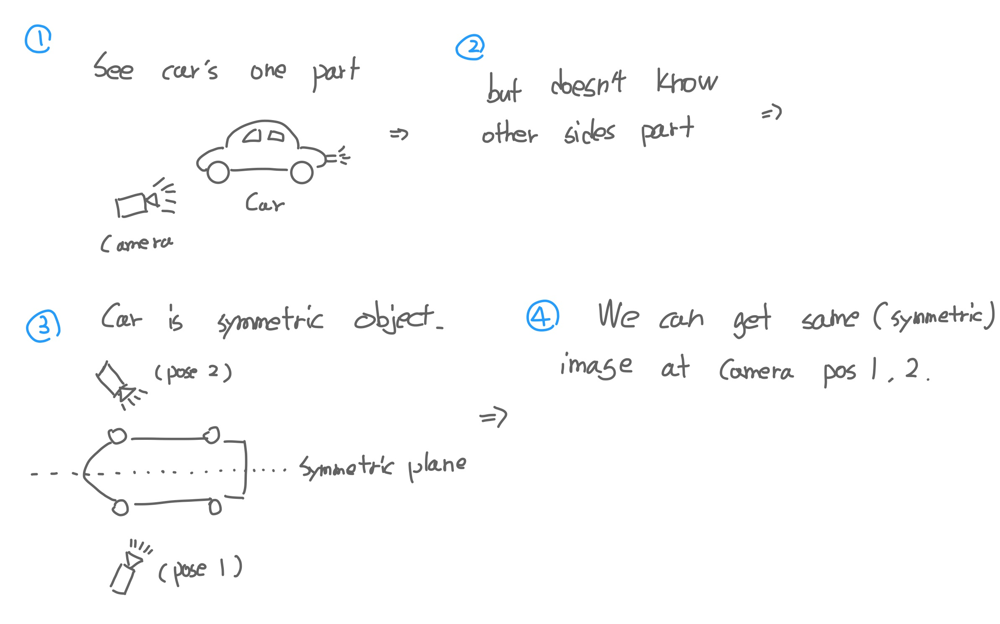 ①
See car's one part
⇒
Car
Camera
②
but doesn't know
other sides part
⇒
③ Car is symmetric object.
(pose 2)
Symmetric plane
(pose 1)
⇒
④ We can get same (symmetric)
image at Camera pos 1, 2.